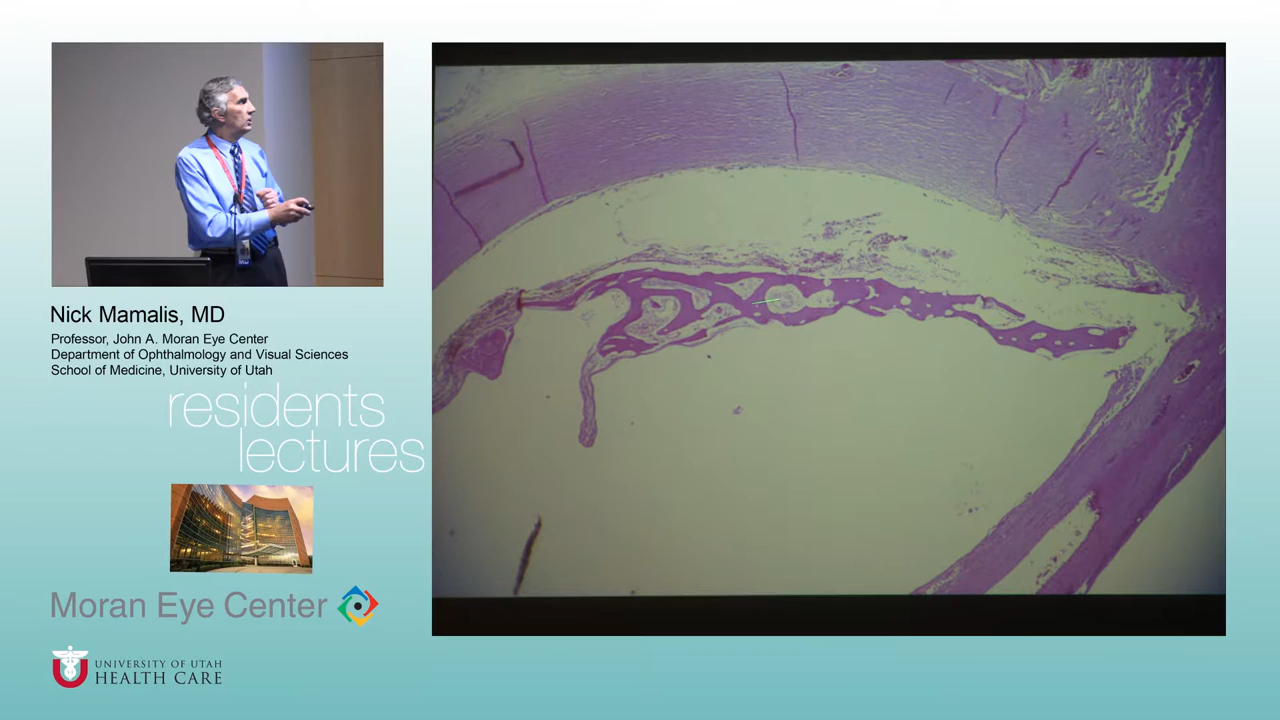 Nick Mamalis, MD
Professor, John A. Moran Eye Center
Department of Ophthalmology and Visual Sciences
School of Medicine, University of Utah
residents
lectures
Moran Eye Center
UNIVERSITY OF UTAH
HEALTH CARE